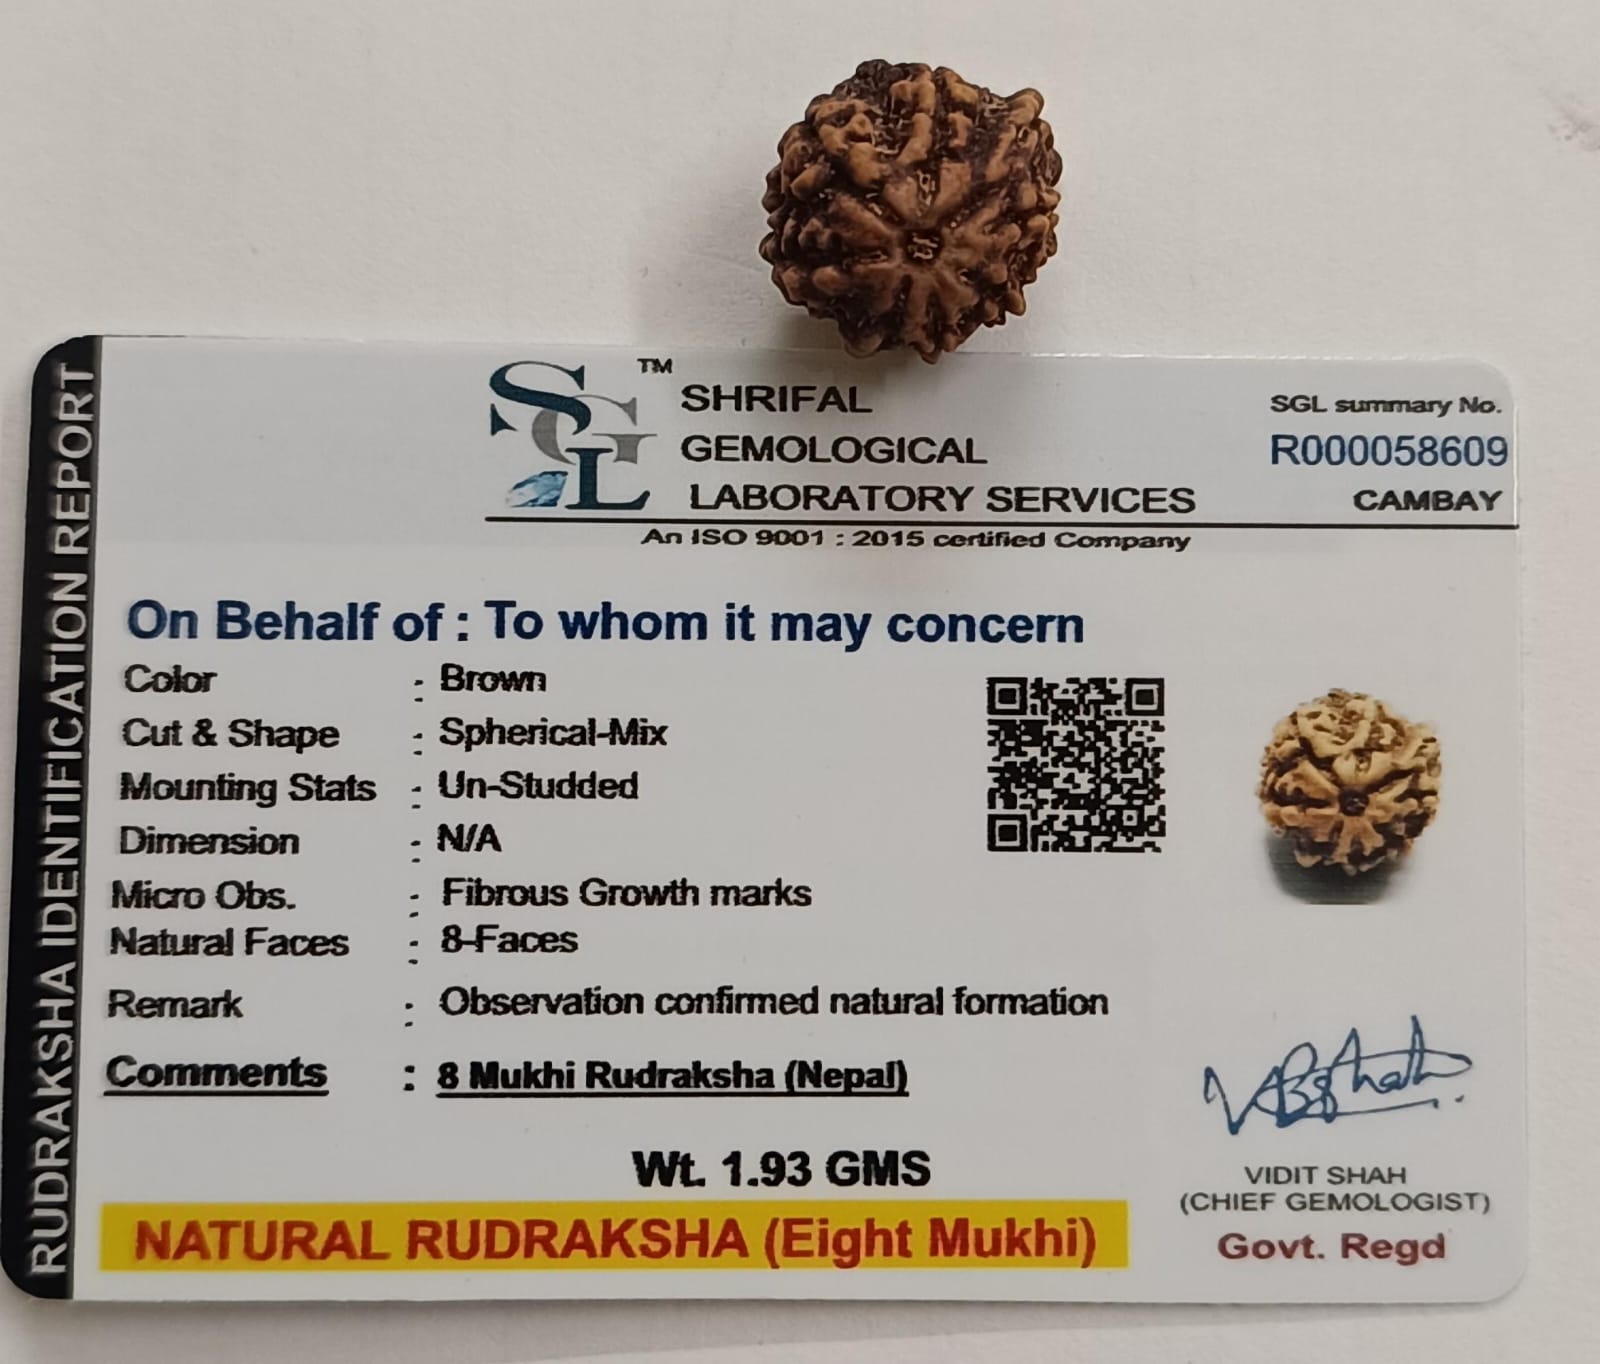 RUDRAKSHA IDENTIFICATION REPORT
SGL
TM
SHRIFAL
GEMOLOGICAL
LABORATORY SERVICES
An ISO 9001 : 2015 certified Company
SGL summary No.
R000058609
CAMBAY
On Behalf of : To whom it may concern
Color : Brown
Cut & Shape : Spherical-Mix
Mounting Stats : Un-Studded
Dimension : N/A
Micro Obs. : Fibrous Growth marks
Natural Faces : 8-Faces
Remark : Observation confirmed natural formation
Comments : 8 Mukhi Rudraksha (Nepal)
Wt. 1.93 GMS
NATURAL RUDRAKSHA (Eight Mukhi)
VIDIT SHAH
(CHIEF GEMOLOGIST)
Govt. Regd